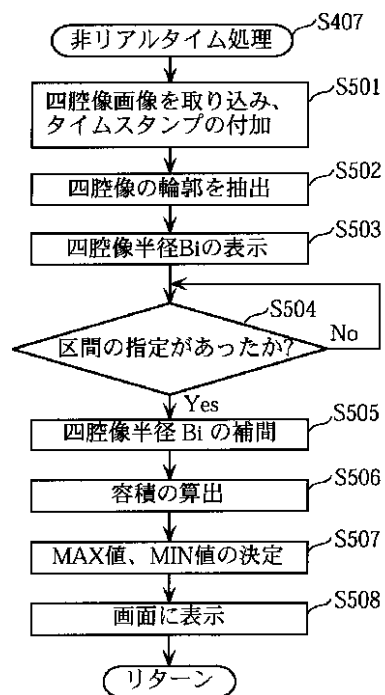 非リアルタイム処理
S407
四腔像画像を取り込み、
タイムスタンプの付加
S501
四腔像の輪郭を抽出
S502
四腔像半径Biの表示
S503
区間の指定があったか?
S504
No
Yes
四腔像半径 Bi の補間
S505
容積の算出
S506
MAX値、MIN値の決定
S507
画面に表示
S508
リターン